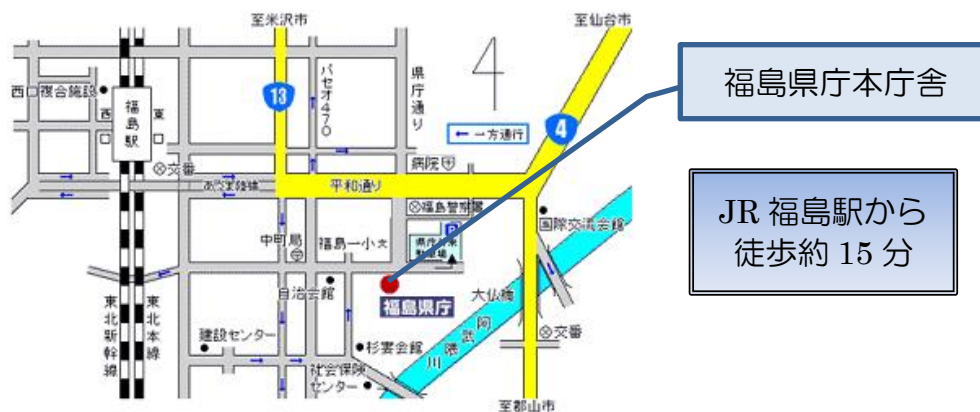 至米沢市
至仙台市
福島県庁本庁舎
JR 福島駅から
徒歩約 15 分
13
パセオ470
県庁通り
4
西口複合施設
福島駅
西口
東口
← 一方通行
病院
交番
あづま陸橋
平和通り
福島警察署
国際交流会館
P
中町局
福島一小
文
県庁外来
駐車場
自治会館
福島県庁
大仏橋
阿武隈川
交番
東北新幹線
東北本線
建設センター
杉妻会館
社会保険
センター
至郡山市